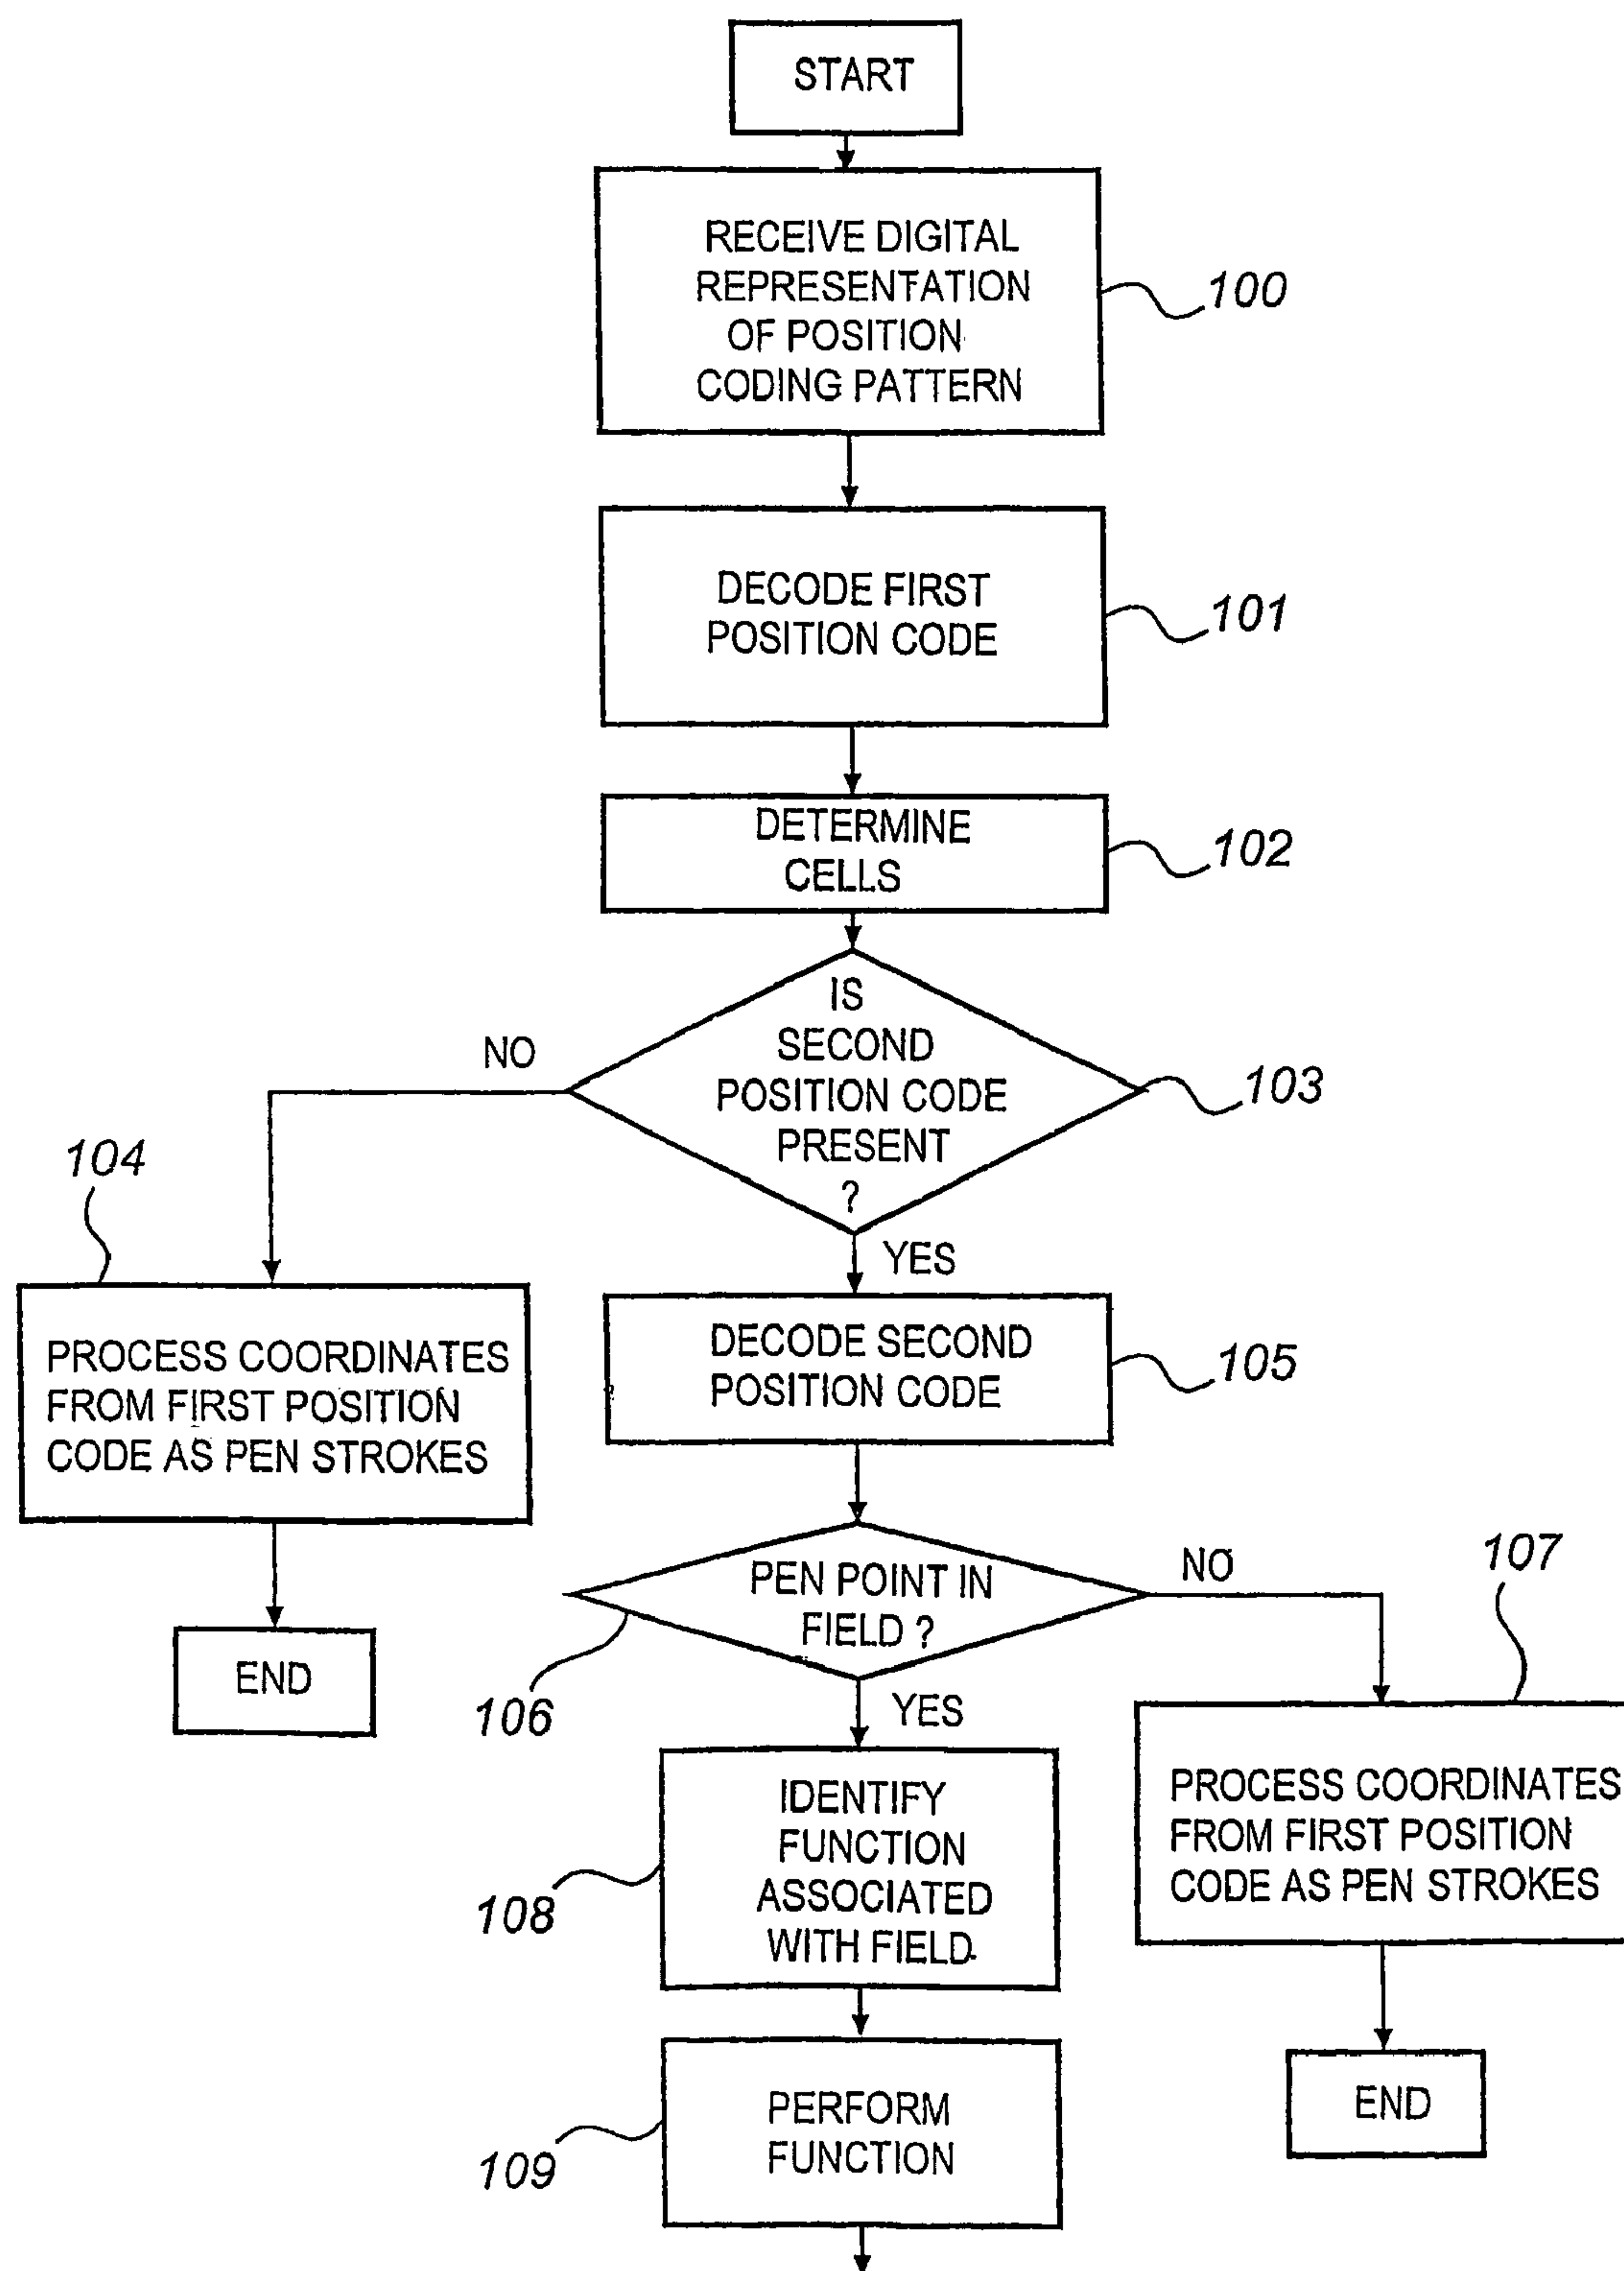 START
RECEIVE DIGITAL
REPRESENTATION
OF POSITION
CODING PATTERN
100
DECODE FIRST
POSITION CODE
101
DETERMINE
CELLS
102
IS
SECOND
POSITION CODE
PRESENT
?
103
NO
YES
104
PROCESS COORDINATES
FROM FIRST POSITION
CODE AS PEN STROKES
END
DECODE SECOND
POSITION CODE
105
PEN POINT IN
FIELD ?
106
NO
YES
107
PROCESS COORDINATES
FROM FIRST POSITION
CODE AS PEN STROKES
END
IDENTIFY
FUNCTION
ASSOCIATED
WITH FIELD
108
PERFORM
FUNCTION
109